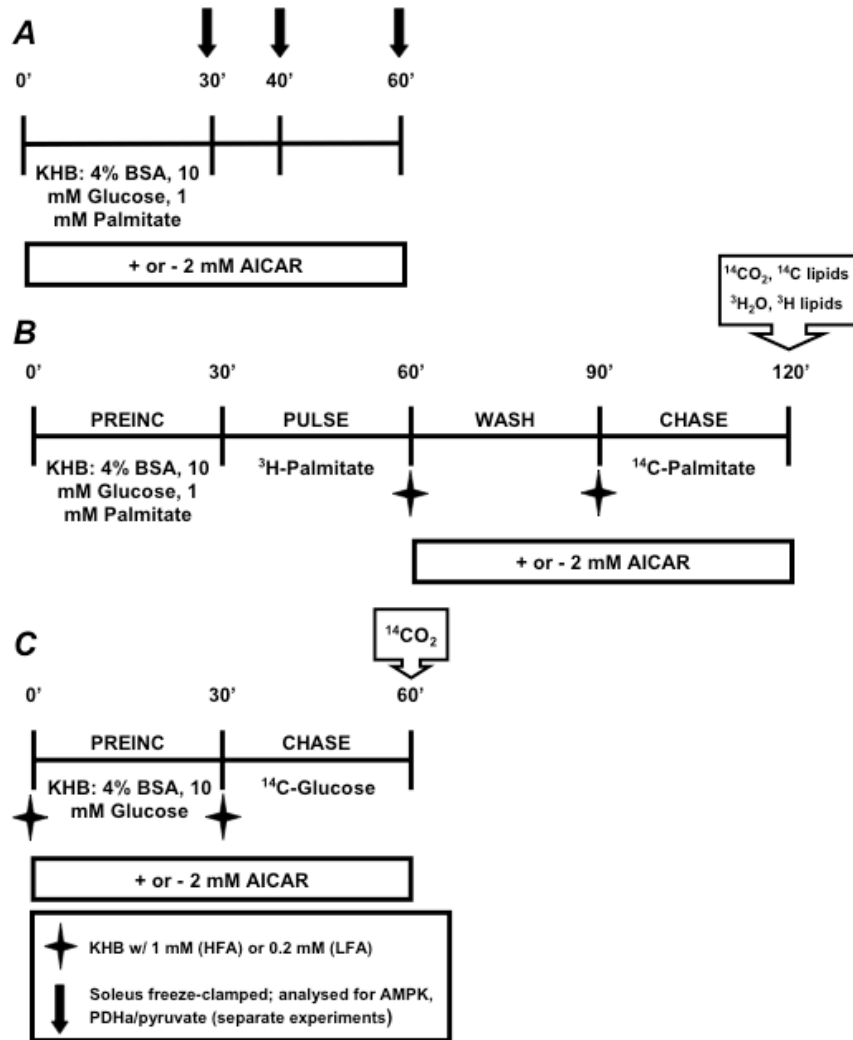 A
0’ 30’ 40’ 60’
KHB: 4% BSA, 10
mM Glucose, 1
mM Palmitate
+ or - 2 mM AICAR
¹⁴CO₂, ¹⁴C lipids
³H₂O, ³H lipids
B
0’ 30’ 60’ 90’ 120’
PREINC PULSE WASH CHASE
KHB: 4% BSA, 10
mM Glucose, 1
mM Palmitate
³H-Palmitate
¹⁴C-Palmitate
+ or - 2 mM AICAR
C
¹⁴CO₂
0’ 30’ 60’
PREINC CHASE
KHB: 4% BSA, 10
mM Glucose
¹⁴C-Glucose
+ or - 2 mM AICAR
KHB w/ 1 mM (HFA) or 0.2 mM (LFA)
Soleus freeze-clamped; analysed for AMPK,
PDHa/pyruvate (separate experiments)